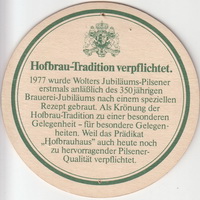 Hofbrau-Tradition verpflichtet.
1977 wurde Wolters Jubiläums-Pilsener
erstmals anläßlich des 350jährigen
Brauerei-Jubiläums nach einem speziellen
Rezept gebraut. Als Krönung der
Hofbrau-Tradition zu einer besonderen
Gelegenheit – für besondere Gelegen-
heiten. Weil das Prädikat
„Hofbrauhaus" auch heute noch
zu hervorragender Pilsener-
Qualität verpflichtet.